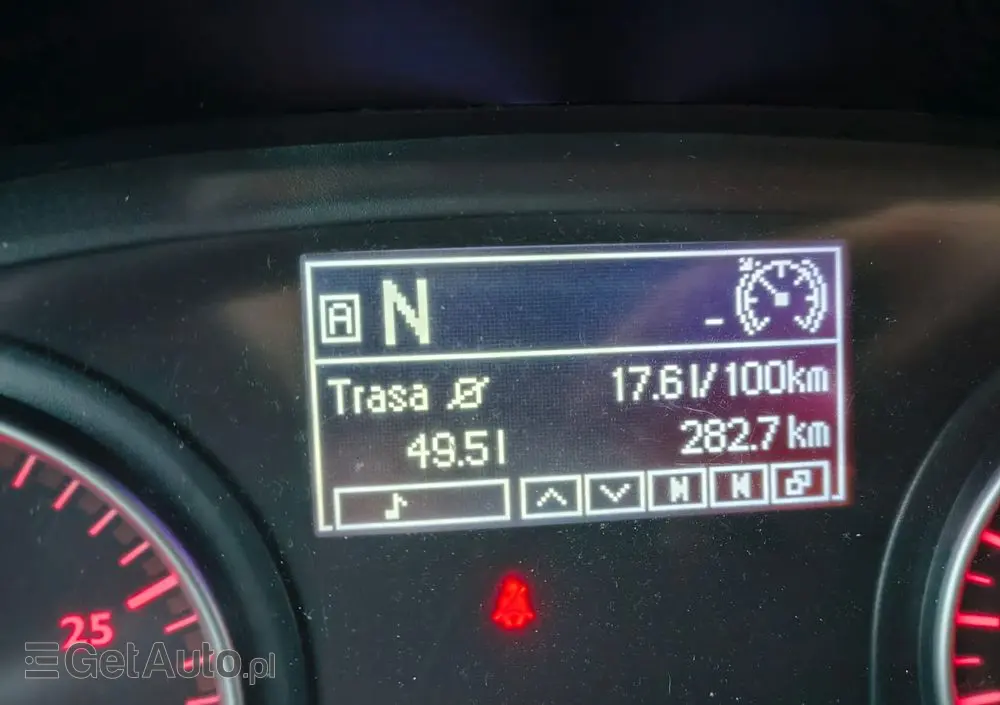 A N
-
Trasa 17.6 l/100km
49.5 l 282.7 km
25
GetAuto.pl